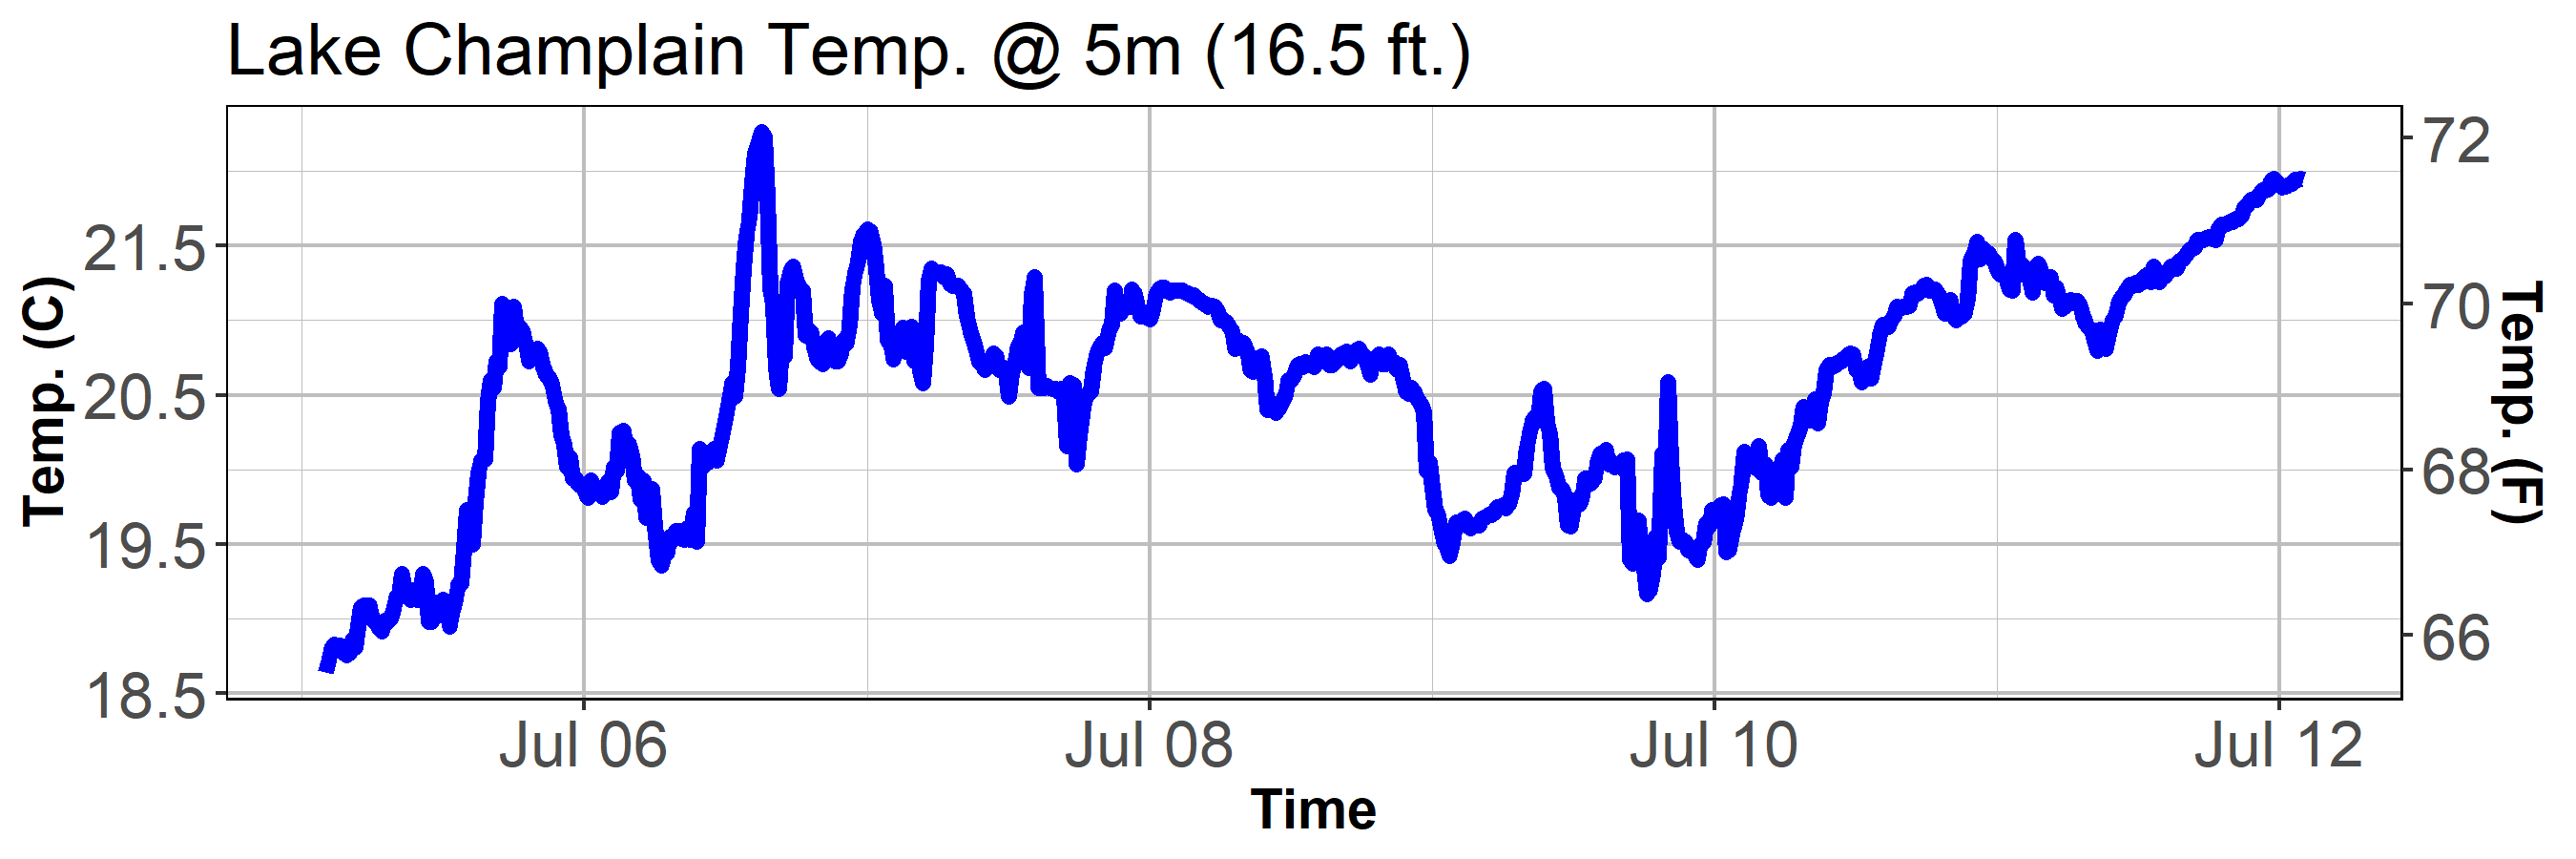 Lake Champlain Temp. @ 5m (16.5 ft.)
Temp. (C)
21.5
20.5
19.5
18.5
72
70
68
66
Temp. (F)
Jul 06 Jul 08 Jul 10 Jul 12
Time